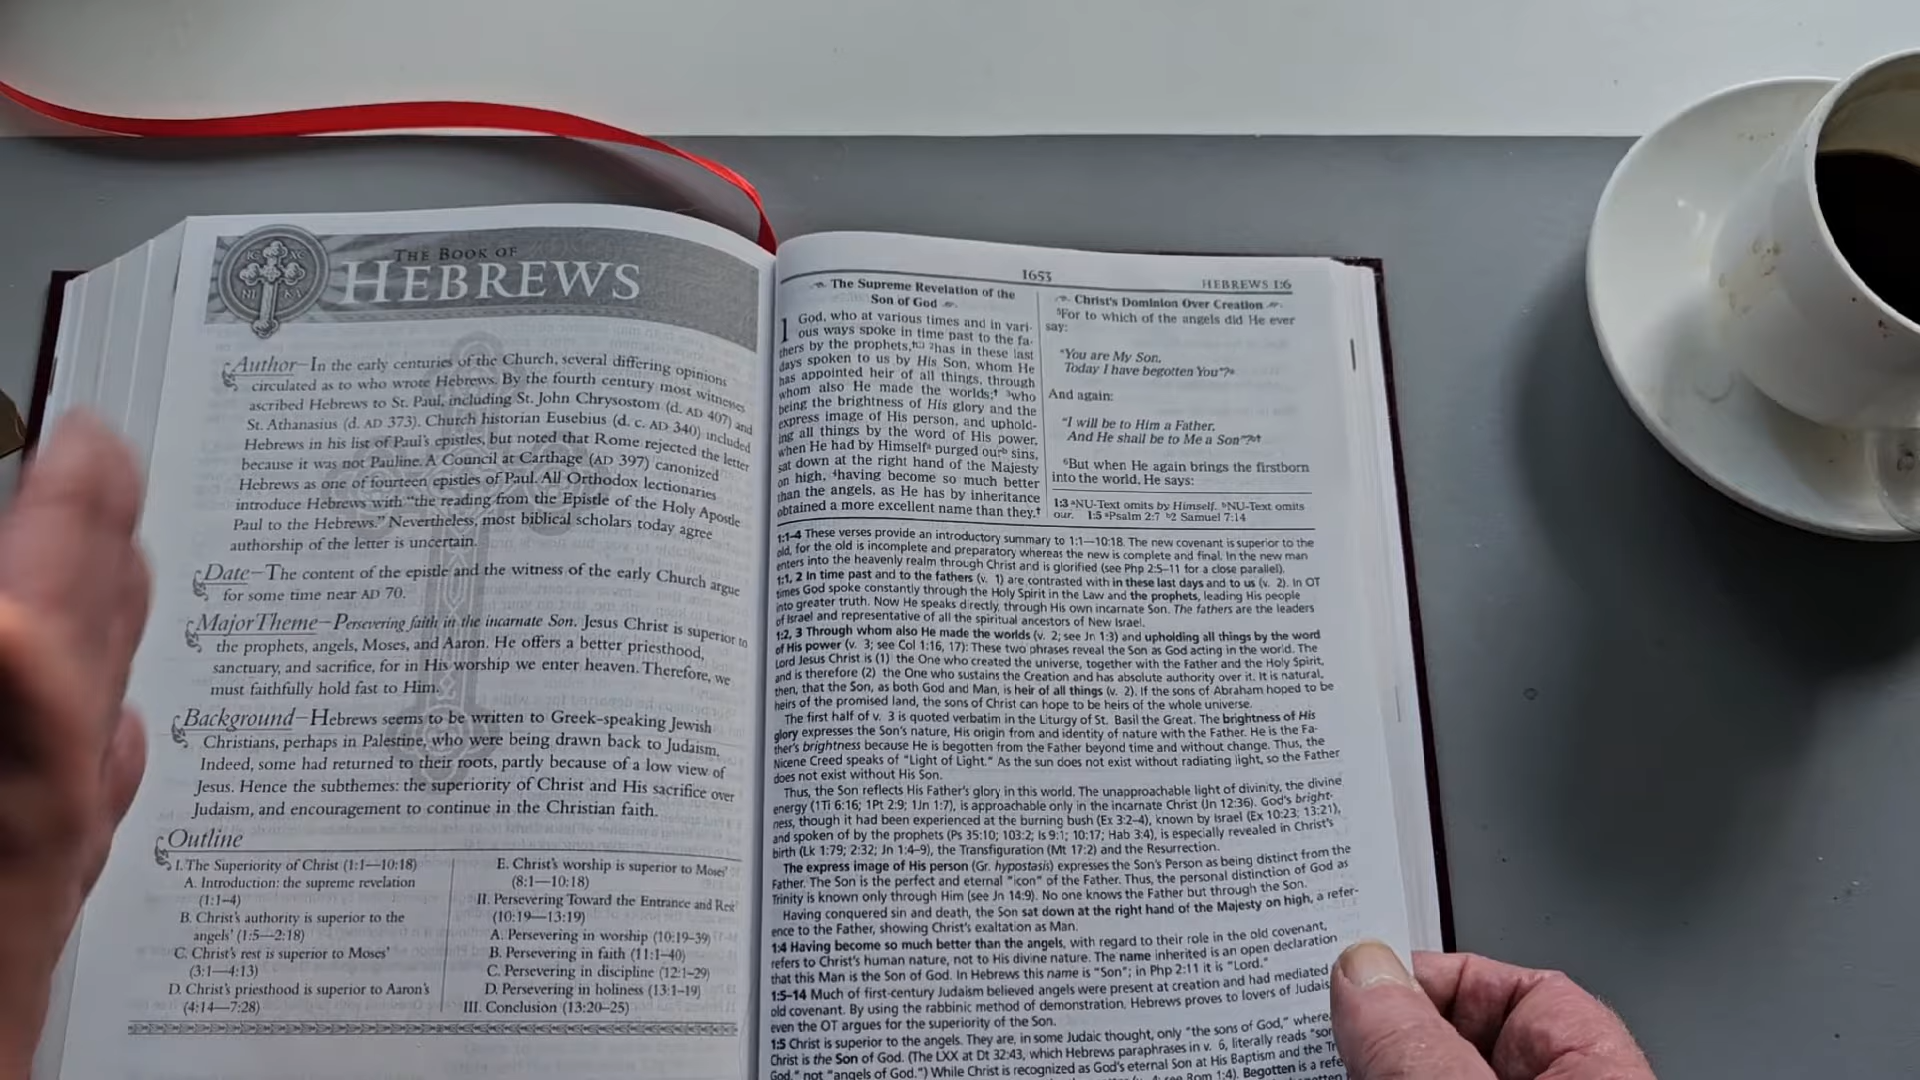 THE BOOK OF
HEBREWS
Author—In the early centuries of the Church, several differing opinions
circulated as to who wrote Hebrews. By the fourth century most witnesses
ascribed Hebrews to St. Paul, including St. John Chrysostom (d. AD 407) and
St. Athanasius (d. AD 373). Church historian Eusebius (d. c. AD 340) included
Hebrews in his list of Paul's epistles, but noted that Rome rejected the letter
because it was not Pauline. A Council at Carthage (AD 397) canonized
Hebrews as one of fourteen epistles of Paul. All Orthodox lectionaries
introduce Hebrews with "the reading from the Epistle of the Holy Apostle
Paul to the Hebrews." Nevertheless, most biblical scholars today agree
authorship of the letter is uncertain.
Date—The content of the epistle and the witness of the early Church argue
for some time near AD 70.
Major Theme—Persevering faith in the incarnate Son. Jesus Christ is superior to
the prophets, angels, Moses, and Aaron. He offers a better priesthood,
sanctuary, and sacrifice, for in His worship we enter heaven. Therefore, we
must faithfully hold fast to Him.
Background—Hebrews seems to be written to Greek-speaking Jewish
Christians, perhaps in Palestine, who were being drawn back to Judaism.
Indeed, some had returned to their roots, partly because of a low view of
Jesus. Hence the subthemes: the superiority of Christ and His sacrifice over
Judaism, and encouragement to continue in the Christian faith.
Outline
I. The Superiority of Christ (1:1—10:18)
A. Introduction: the supreme revelation
(1:1–4)
B. Christ's authority is superior to the
angels' (1:5—2:18)
C. Christ's rest is superior to Moses'
(3:1—4:13)
D. Christ's priesthood is superior to Aaron's
(4:14—7:28)
E. Christ's worship is superior to Moses'
(8:1—10:18)
II. Persevering Toward the Entrance and Rest
(10:19—13:19)
A. Persevering in worship (10:19–39)
B. Persevering in faith (11:1–40)
C. Persevering in discipline (12:1–29)
D. Persevering in holiness (13:1–19)
III. Conclusion (13:20–25)
1653
HEBREWS 1:6
The Supreme Revelation of the
Son of God
1 God, who at various times and in vari-
ous ways spoke in time past to the fa-
thers by the prophets, 2has in these last
days spoken to us by His Son, whom He
has appointed heir of all things, through
whom also He made the worlds;† 3who
being the brightness of His glory and the
express image of His person, and uphold-
ing all things by the word of His power,
when He had by Himselfa purged ourb sins,
sat down at the right hand of the Majesty
on high, 4having become so much better
than the angels, as He has by inheritance
obtained a more excellent name than they.†
Christ's Dominion Over Creation
5For to which of the angels did He ever
say:
"You are My Son,
Today I have begotten You"?a
And again:
"I will be to Him a Father,
And He shall be to Me a Son"?b†
6But when He again brings the firstborn
into the world, He says:
1:3 aNU-Text omits by Himself. bNU-Text omits
our. 1:5 aPsalm 2:7 b2 Samuel 7:14
1:1–4 These verses provide an introductory summary to 1:1—10:18. The new covenant is superior to the
old, for the old is incomplete and preparatory whereas the new is complete and final. In the new man
enters into the heavenly realm through Christ and is glorified (see Php 2:5–11 for a close parallel).
1:1, 2 In time past and to the fathers (v. 1) are contrasted with in these last days and to us (v. 2). In OT
times God spoke constantly through the Holy Spirit in the Law and the prophets, leading His people
into greater truth. Now He speaks directly, through His own incarnate Son. The fathers are the leaders
of Israel and representative of all the spiritual ancestors of New Israel.
1:2, 3 Through whom also He made the worlds (v. 2; see Jn 1:3) and upholding all things by the word
of His power (v. 3; see Col 1:16, 17): These two phrases reveal the Son as God acting in the world. The
Lord Jesus Christ is (1) the One who created the universe, together with the Father and the Holy Spirit,
and is therefore (2) the One who sustains the Creation and has absolute authority over it. It is natural,
then, that the Son, as both God and Man, is heir of all things (v. 2). If the sons of Abraham hoped to be
heirs of the promised land, the sons of Christ can hope to be heirs of the whole universe.
The first half of v. 3 is quoted verbatim in the Liturgy of St. Basil the Great. The brightness of His
glory expresses the Son's nature, His origin from and identity of nature with the Father. He is the Fa-
ther's brightness because He is begotten from the Father beyond time and without change. Thus, the
Nicene Creed speaks of "Light of Light." As the sun does not exist without radiating light, so the Father
does not exist without His Son.
Thus, the Son reflects His Father's glory in this world. The unapproachable light of divinity, the divine
energy (1Ti 6:16; 1Pt 2:9; 1Jn 1:7), is approachable only in the incarnate Christ (Jn 12:36). God's bright-
ness, though it had been experienced at the burning bush (Ex 3:2–4), known by Israel (Ex 10:23; 13:21),
and spoken of by the prophets (Ps 35:10; 103:2; Is 9:1; 10:17; Hab 3:4), is especially revealed in Christ's
birth (Lk 1:79; 2:32; Jn 1:4–9), the Transfiguration (Mt 17:2) and the Resurrection.
The express image of His person (Gr. hypostasis) expresses the Son's Person as being distinct from the
Father. The Son is the perfect and eternal "icon" of the Father. Thus, the personal distinction of God as
Trinity is known only through Him (see Jn 14:9). No one knows the Father but through the Son.
Having conquered sin and death, the Son sat down at the right hand of the Majesty on high, a refer-
ence to the Father, showing Christ's exaltation as Man.
1:4 Having become so much better than the angels, with regard to their role in the old covenant,
refers to Christ's human nature, not to His divine nature. The name inherited is an open declaration
that this Man is the Son of God. In Hebrews this name is "Son"; in Php 2:11 it is "Lord."
1:5–14 Much of first-century Judaism believed angels were present at creation and had mediated
old covenant. By using the rabbinic method of demonstration, Hebrews proves to lovers of Judais
even the OT argues for the superiority of the Son.
1:5 Christ is superior to the angels. They are, in some Judaic thought, only "the sons of God," where
Christ is the Son of God. (The LXX at Dt 32:43, which Hebrews paraphrases in v. 6, literally reads "son
God," not "angels of God.") While Christ is recognized as God's eternal Son at His Baptism and the Tr
Rom 1:4). Begotten is a refe